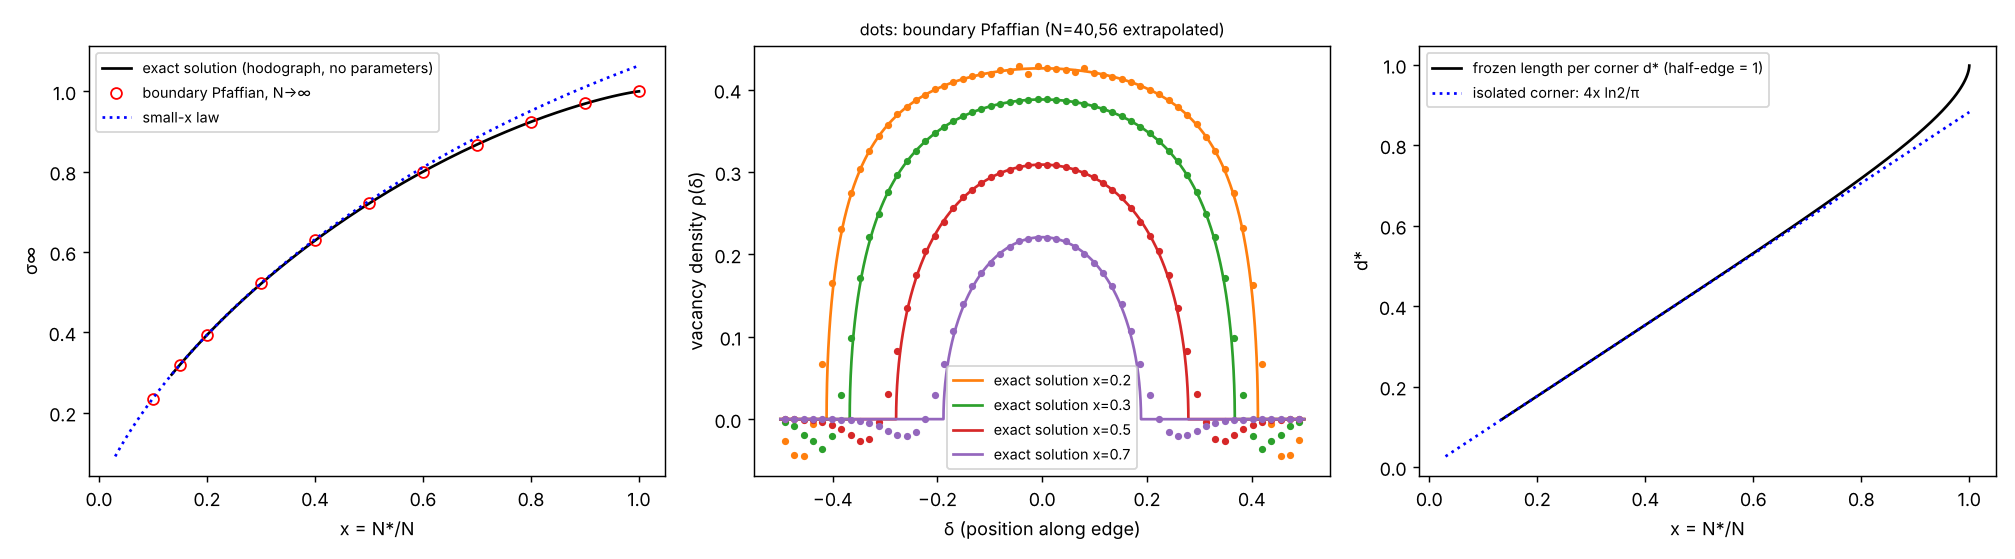 exact solution (hodograph, no parameters)
boundary Pfaffian, N→∞
small-x law
σ∞
1.0
0.8
0.6
0.4
0.2
0.0 0.2 0.4 0.6 0.8 1.0
x = N*/N
dots: boundary Pfaffian (N=40,56 extrapolated)
vacancy density ρ(δ)
0.4
0.3
0.2
0.1
0.0
exact solution x=0.2
exact solution x=0.3
exact solution x=0.5
exact solution x=0.7
−0.4 −0.2 0.0 0.2 0.4
δ (position along edge)
frozen length per corner d* (half-edge = 1)
isolated corner: 4x ln2/π
d*
1.0
0.8
0.6
0.4
0.2
0.0
0.0 0.2 0.4 0.6 0.8 1.0
x = N*/N